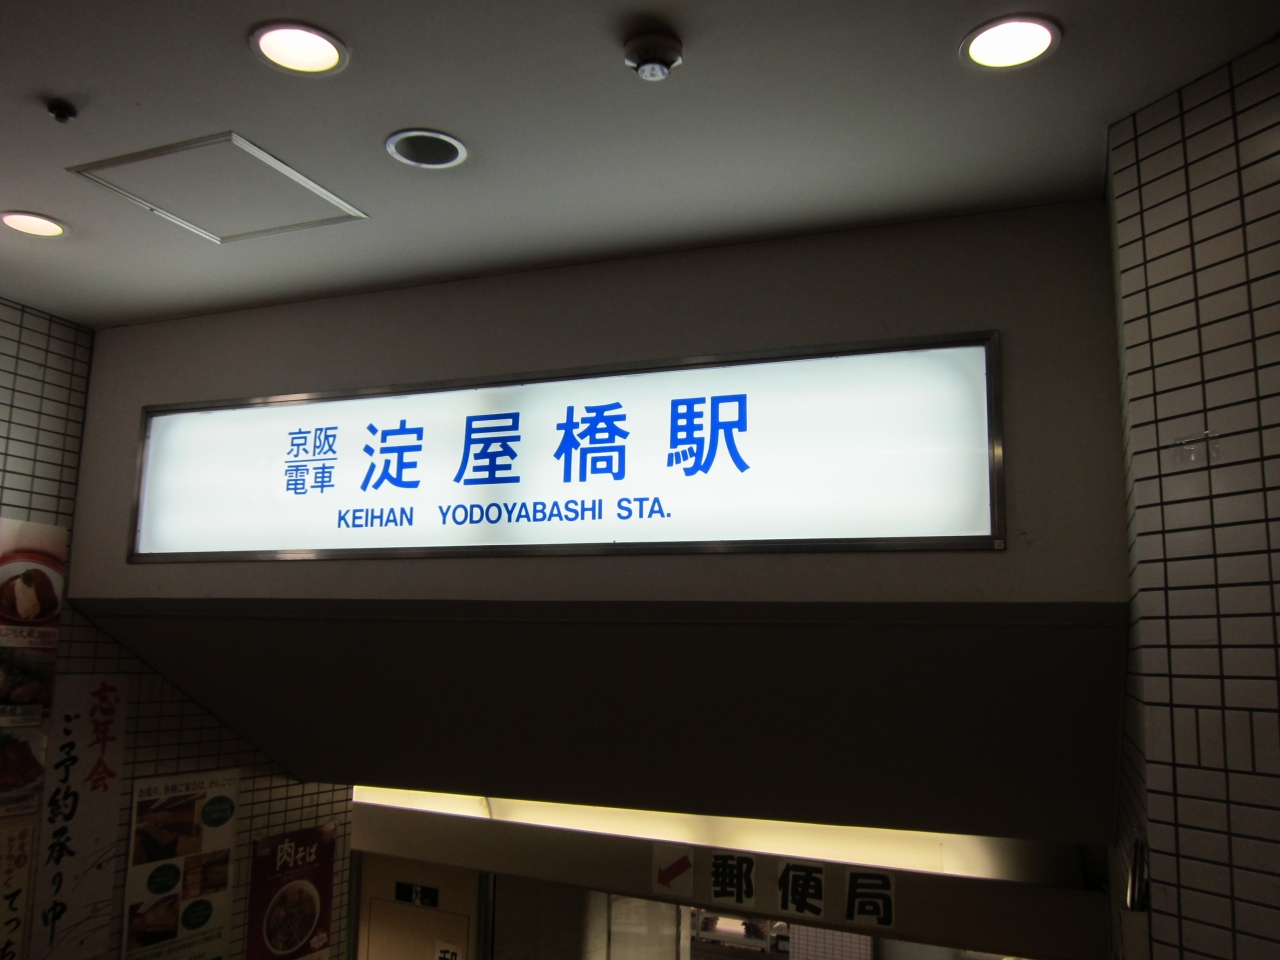 京阪
電車
淀屋橋駅
KEIHAN YODOYABASHI STA.
忘年会
ご予約承り中
肉そば
郵便局